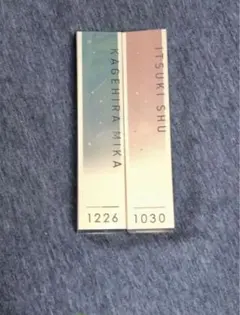 KAGEHIRA MIKA
1226
ITSUKI SHU
1030